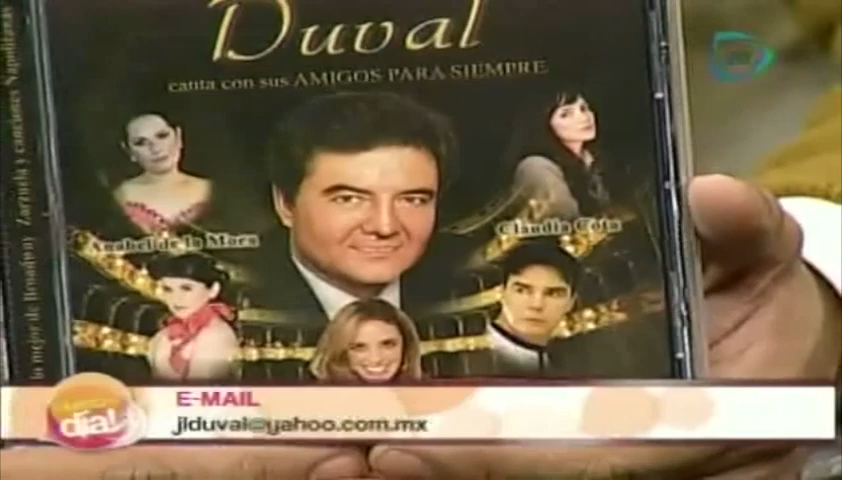 Duval
canta con sus AMIGOS PARA SIEMPRE
lo mejor de Broadway Zarzuela y canciones Napolitanas
Anabel de la Mora
Claudia Cota
día!
E-MAIL
jlduval@yahoo.com.mx